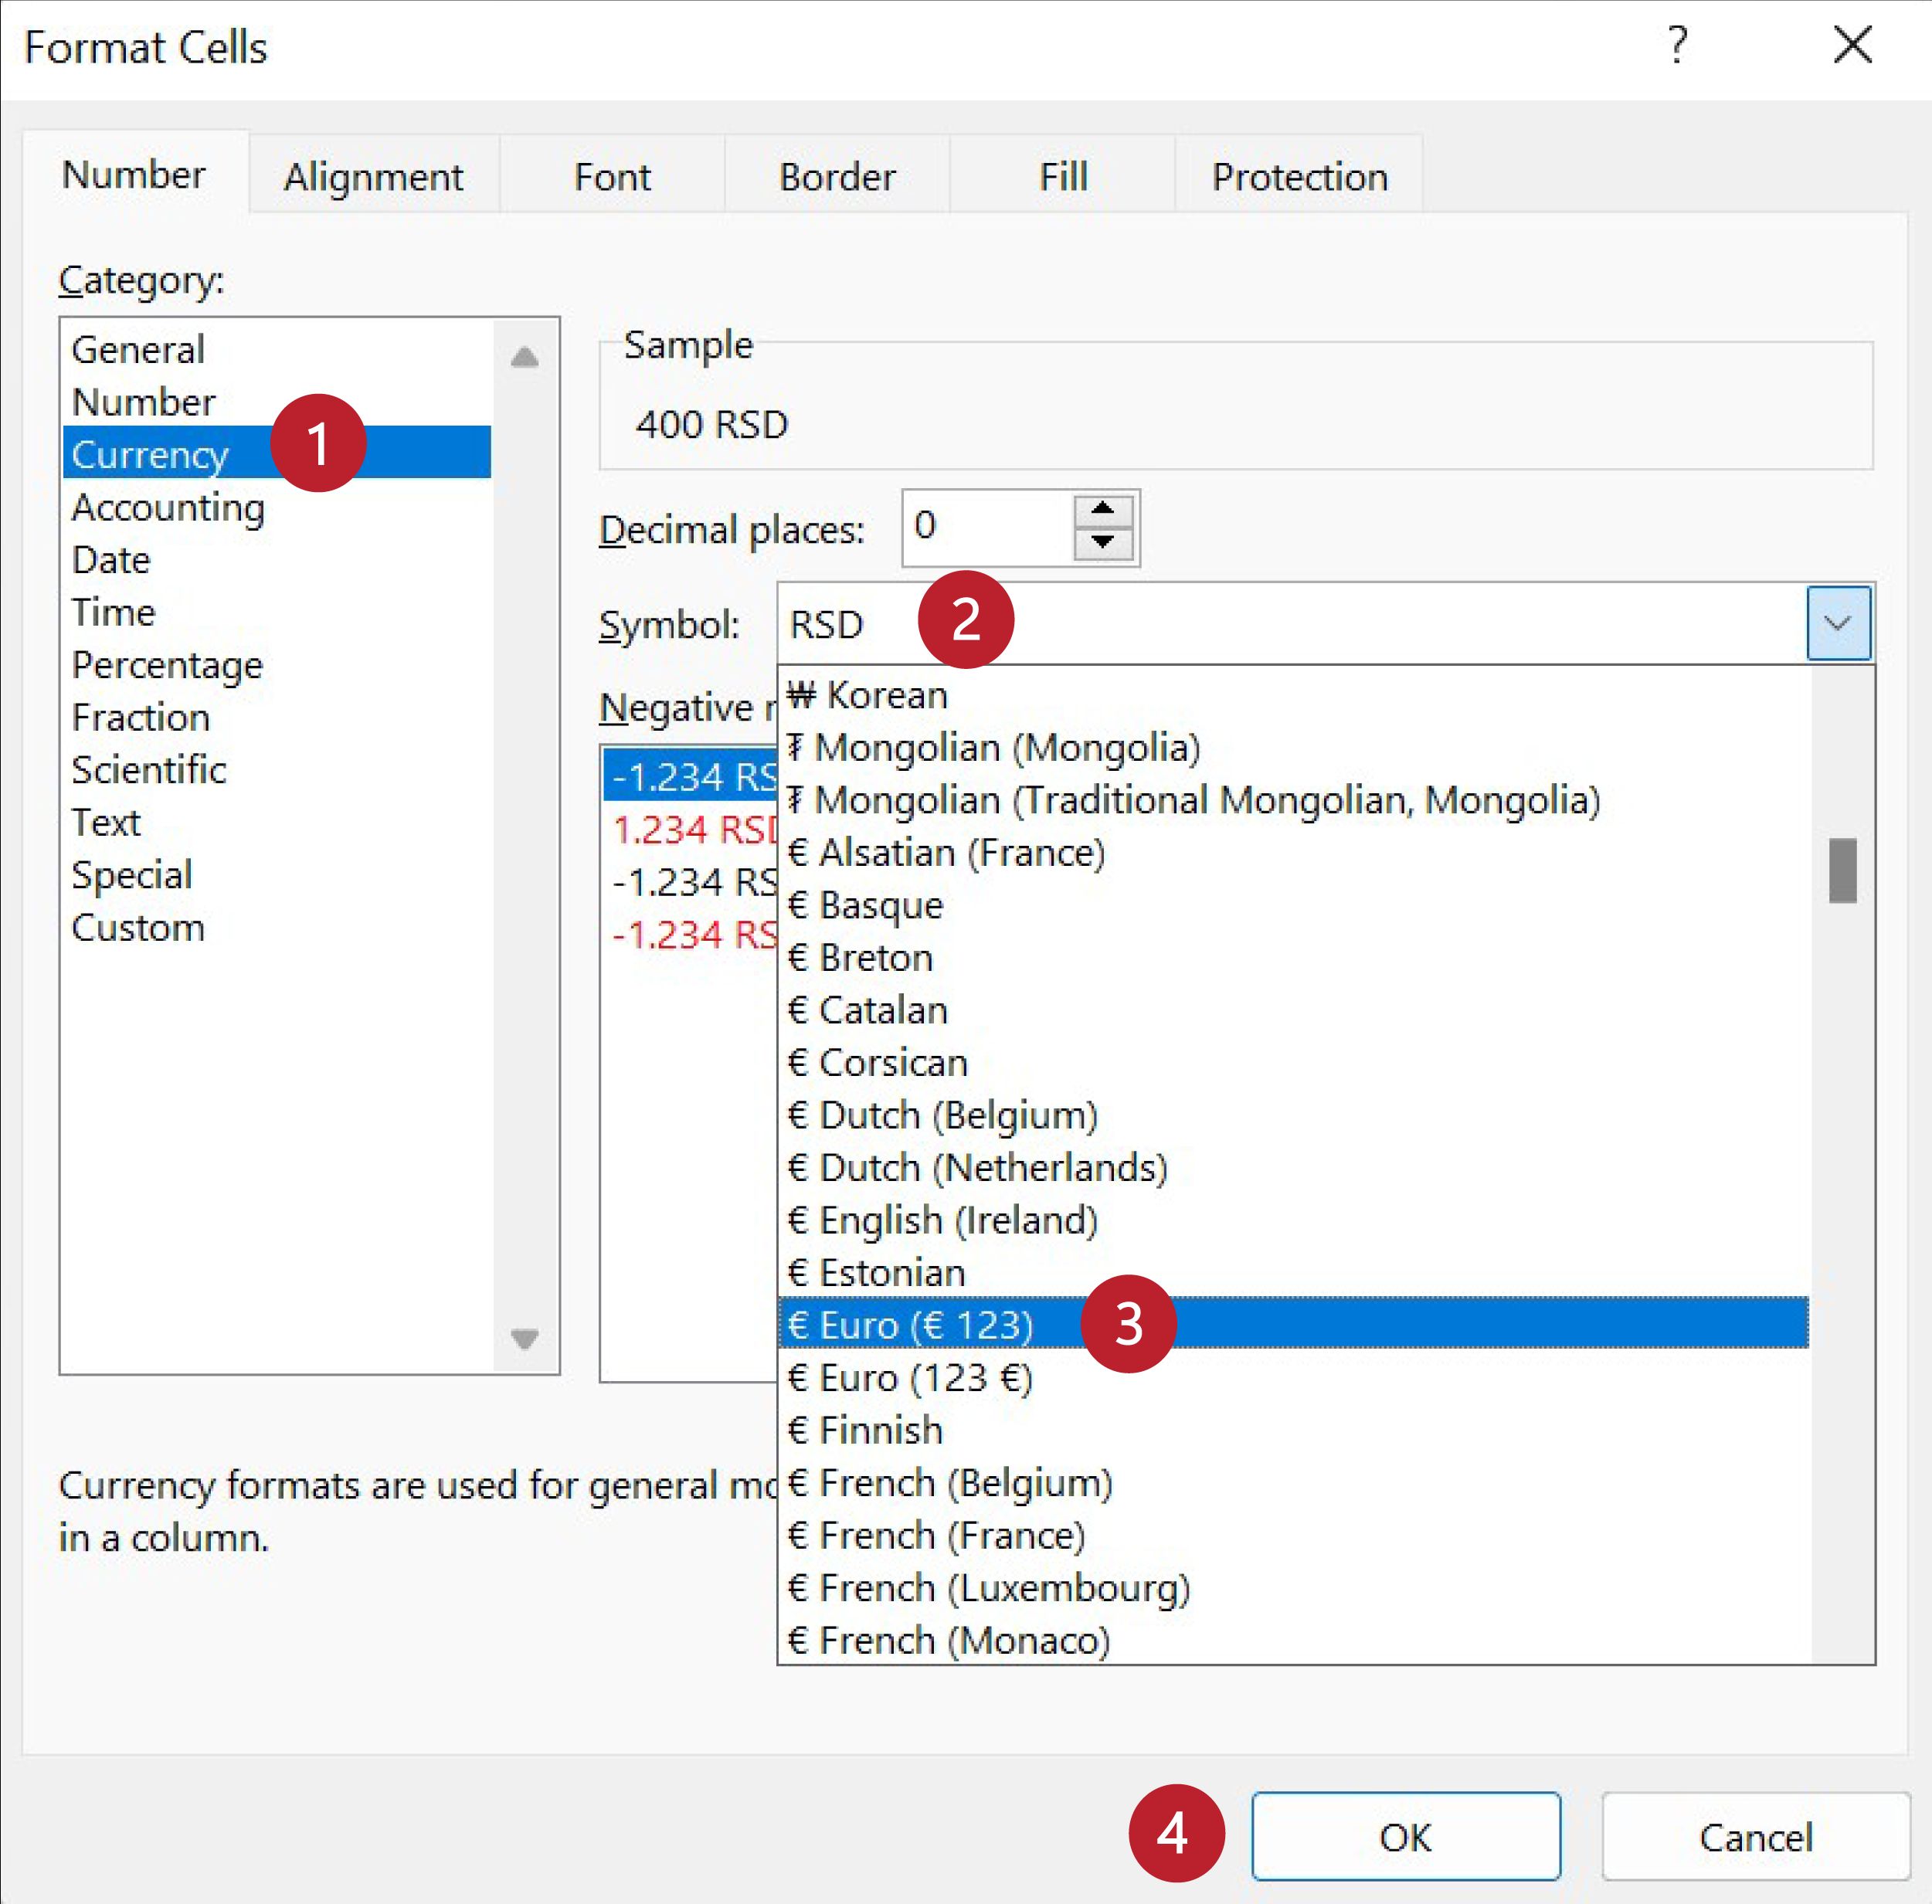 Format Cells
?
Number Alignment Font Border Fill Protection
Category:
General
Number
Currency
1
Accounting
Date
Time
Percentage
Fraction
Scientific
Text
Special
Custom
Sample
400 RSD
Decimal places: 0
Symbol: RSD
2
Negative
-1.234 RS
1.234 RSD
-1.234 RS
-1.234 RS
₩ Korean
₮ Mongolian (Mongolia)
₮ Mongolian (Traditional Mongolian, Mongolia)
€ Alsatian (France)
€ Basque
€ Breton
€ Catalan
€ Corsican
€ Dutch (Belgium)
€ Dutch (Netherlands)
€ English (Ireland)
€ Estonian
€ Euro (€ 123)
3
€ Euro (123 €)
€ Finnish
€ French (Belgium)
€ French (France)
€ French (Luxembourg)
€ French (Monaco)
Currency formats are used for general mo
in a column.
4
OK
Cancel